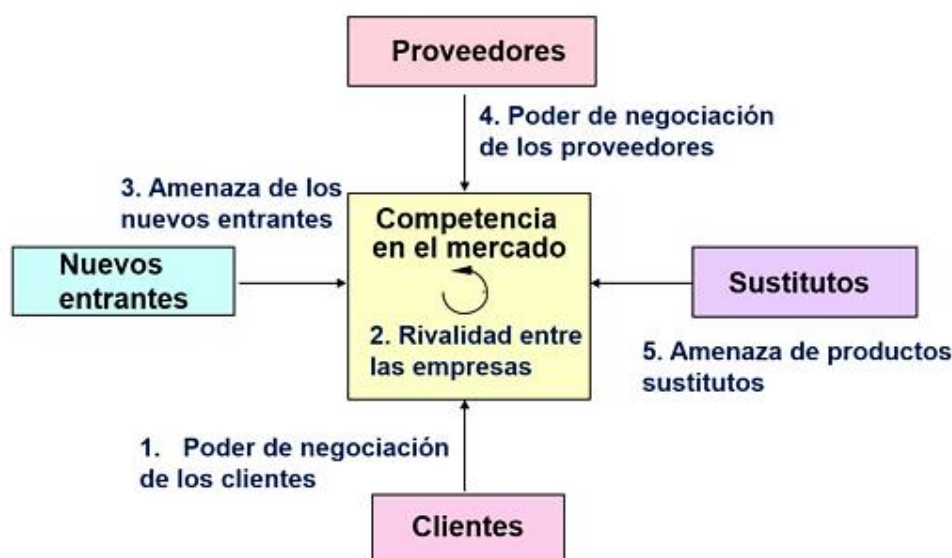 Proveedores
4. Poder de negociación
de los proveedores
3. Amenaza de los
nuevos entrantes
Competencia
en el mercado
Nuevos
entrantes
Sustitutos
2. Rivalidad entre
las empresas
5. Amenaza de productos
sustitutos
1. Poder de negociación
de los clientes
Clientes